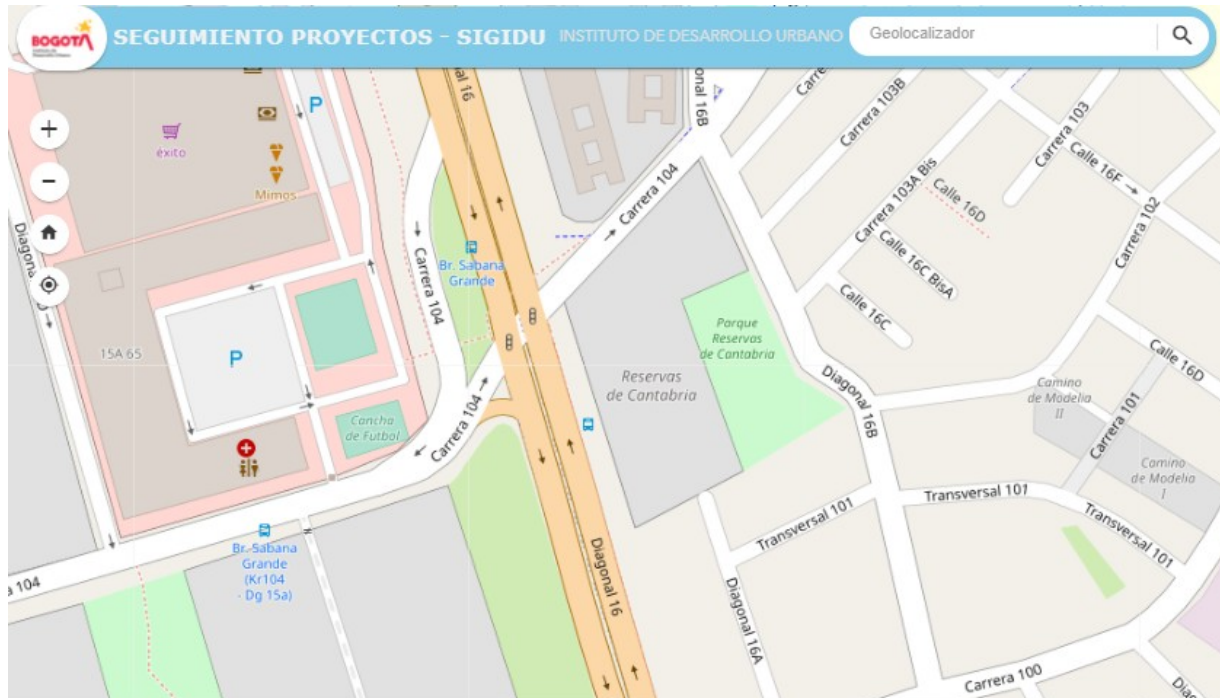 BOGOTÁ
SEGUIMIENTO PROYECTOS - SIGIDU INSTITUTO DE DESARROLLO URBANO
Geolocalizador
P
éxito
Mimos
Diagonal 16B
Carrera 104
Carrera 103B
Carrera 103
Calle 16F
Carrera 103A Bis
Calle 16D
Carrera 102
Br. Sabana
Grande
Carrera 104
Calle 16C BisA
Calle 16C
15A 65
P
Parque
Reservas
de Cantabria
Calle 16D
Reservas
de Cantabria
Diagonal 16B
Camino
de Modelia
II
Carrera 101
Cancha
de Futbol
Carrera 104
Camino
de Modelia
I
Transversal 101
Transversal 101
Transversal 101
Br. Sabana
Grande
(Kr104
- Dg 15a)
Diagonal 16
a 104
Diagonal 16A
Carrera 100